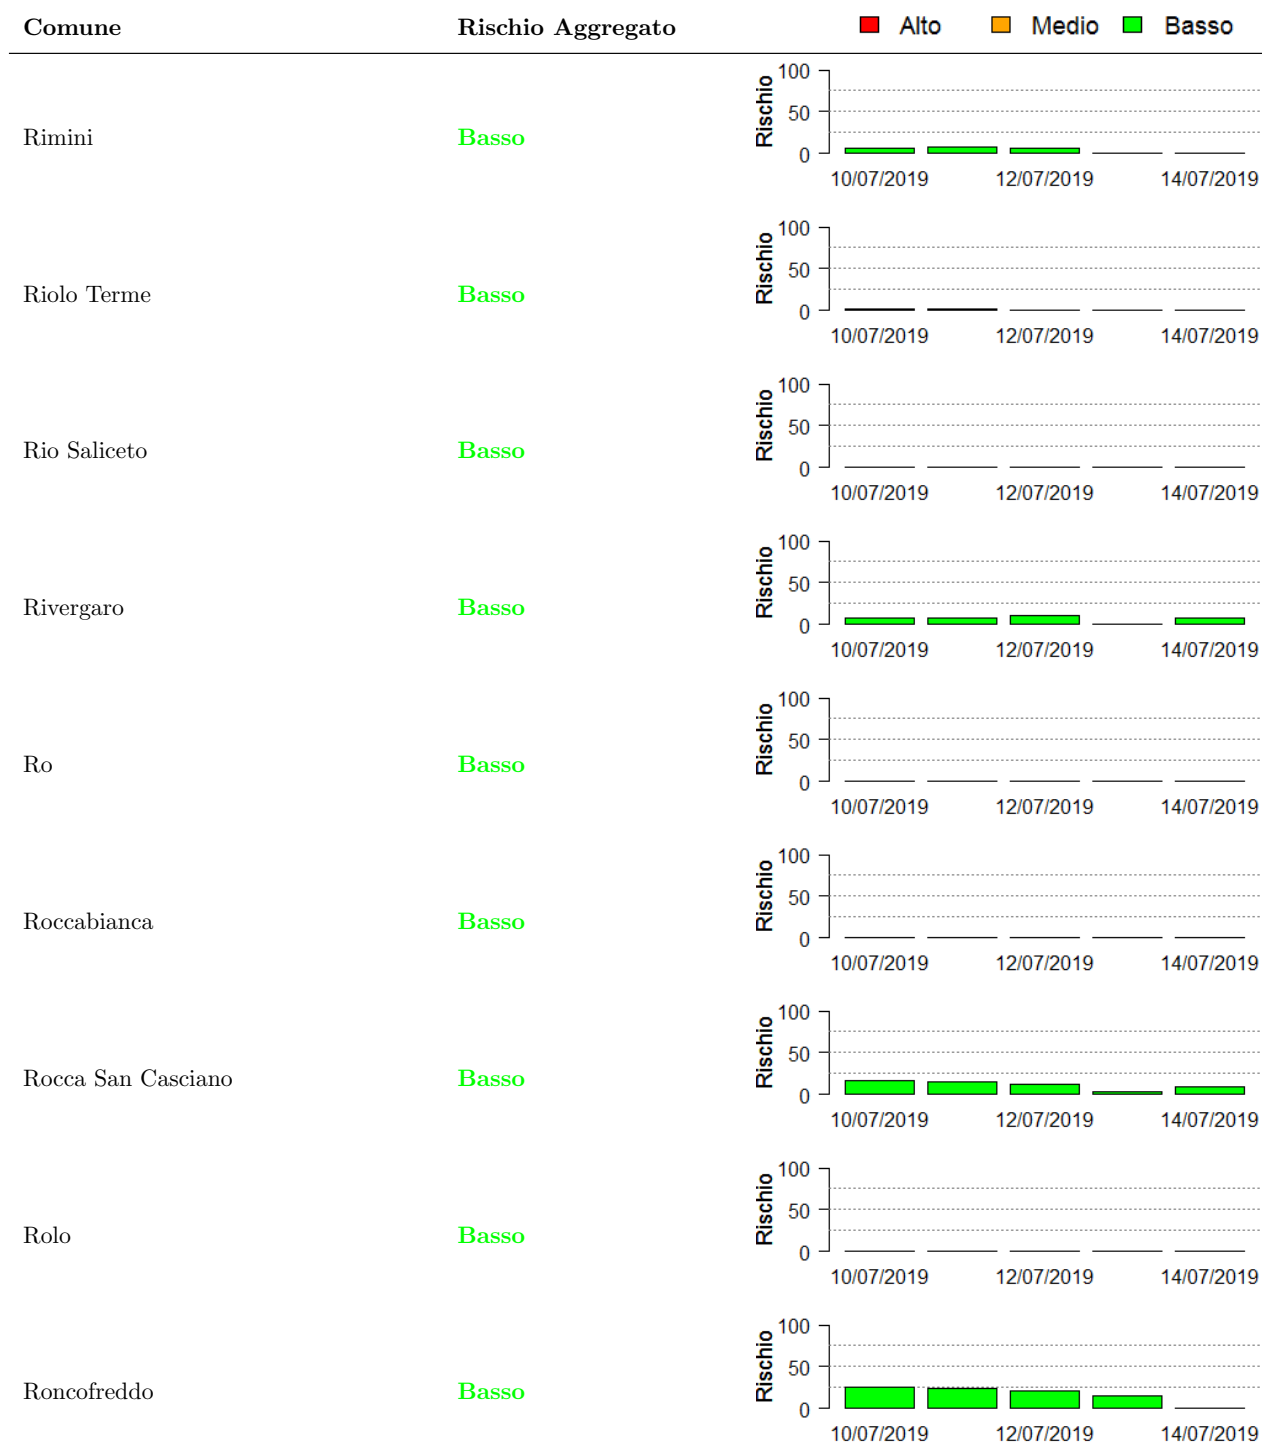 Comune Rischio Aggregato Alto Medio Basso
100
50
0
Rischio
Rimini Basso
10/07/2019 12/07/2019 14/07/2019
100
50
0
Rischio
Riolo Terme Basso
10/07/2019 12/07/2019 14/07/2019
100
50
0
Rischio
Rio Saliceto Basso
10/07/2019 12/07/2019 14/07/2019
100
50
0
Rischio
Rivergaro Basso
10/07/2019 12/07/2019 14/07/2019
100
50
0
Rischio
Ro Basso
10/07/2019 12/07/2019 14/07/2019
100
50
0
Rischio
Roccabianca Basso
10/07/2019 12/07/2019 14/07/2019
100
50
0
Rischio
Rocca San Casciano Basso
10/07/2019 12/07/2019 14/07/2019
100
50
0
Rischio
Rolo Basso
10/07/2019 12/07/2019 14/07/2019
100
50
0
Rischio
Roncofreddo Basso
10/07/2019 12/07/2019 14/07/2019